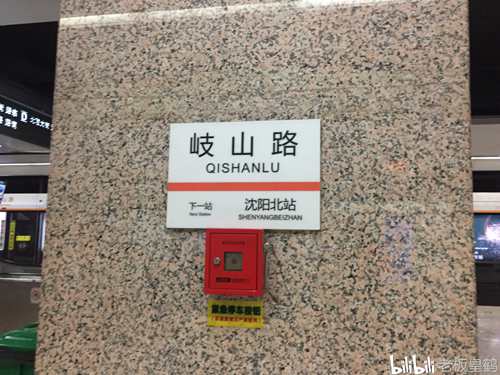 岐山路
QISHANLU
下一站
Next Station
沈阳北站
SHENYANGBEIZHAN
紧急停车按钮
bilibili 老板皇鹤